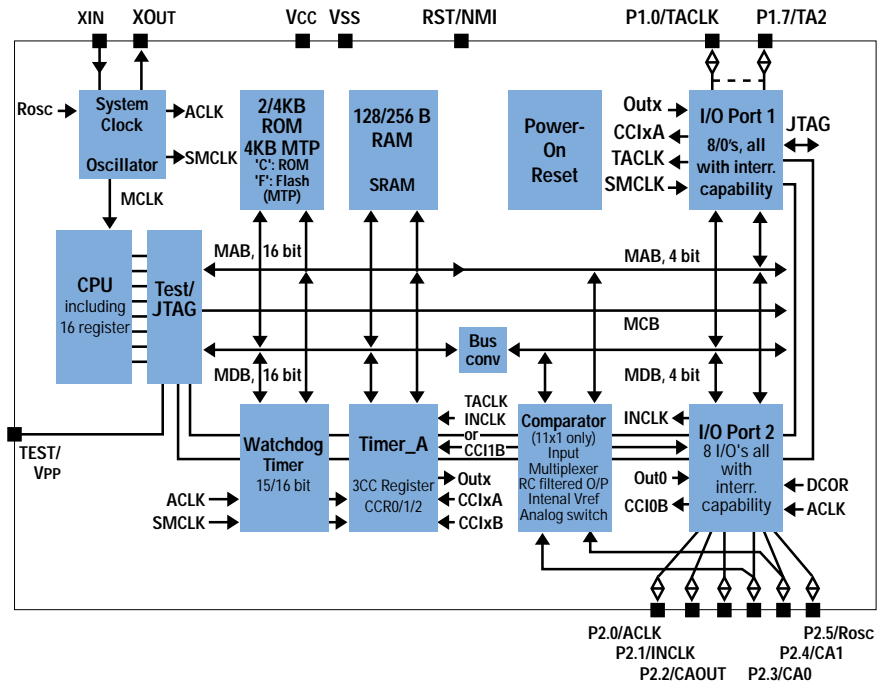 XIN
XOUT
VCC
VSS
RST/NMI
P1.0/TACLK
P1.7/TA2
Rosc
System
Clock
Oscillator
ACLK
SMCLK
MCLK
2/4KB
ROM
4KB MTP
'C': ROM
'F': Flash
(MTP)
128/256 B
RAM
SRAM
Power-
On
Reset
Outx
CCIxA
TACLK
SMCLK
I/O Port 1
8/0's, all
with interr.
capability
JTAG
CPU
including
16 register
Test/
JTAG
MAB, 16 bit
MAB, 4 bit
MCB
Bus
conv
MDB, 16 bit
MDB, 4 bit
TEST/
VPP
Watchdog
Timer
15/16 bit
ACLK
SMCLK
Timer_A
3CC Register
CCR0/1/2
TACLK
INCLK
or
CCI1B
Outx
CCIxA
CCIxB
Comparator
(11x1 only)
Input
Multiplexer
RC filtered O/P
Intenal Vref
Analog switch
INCLK
Out0
CCI0B
I/O Port 2
8 I/O's all
with
interr.
capability
DCOR
ACLK
P2.0/ACLK
P2.1/INCLK
P2.2/CAOUT
P2.5/Rosc
P2.4/CA1
P2.3/CA0